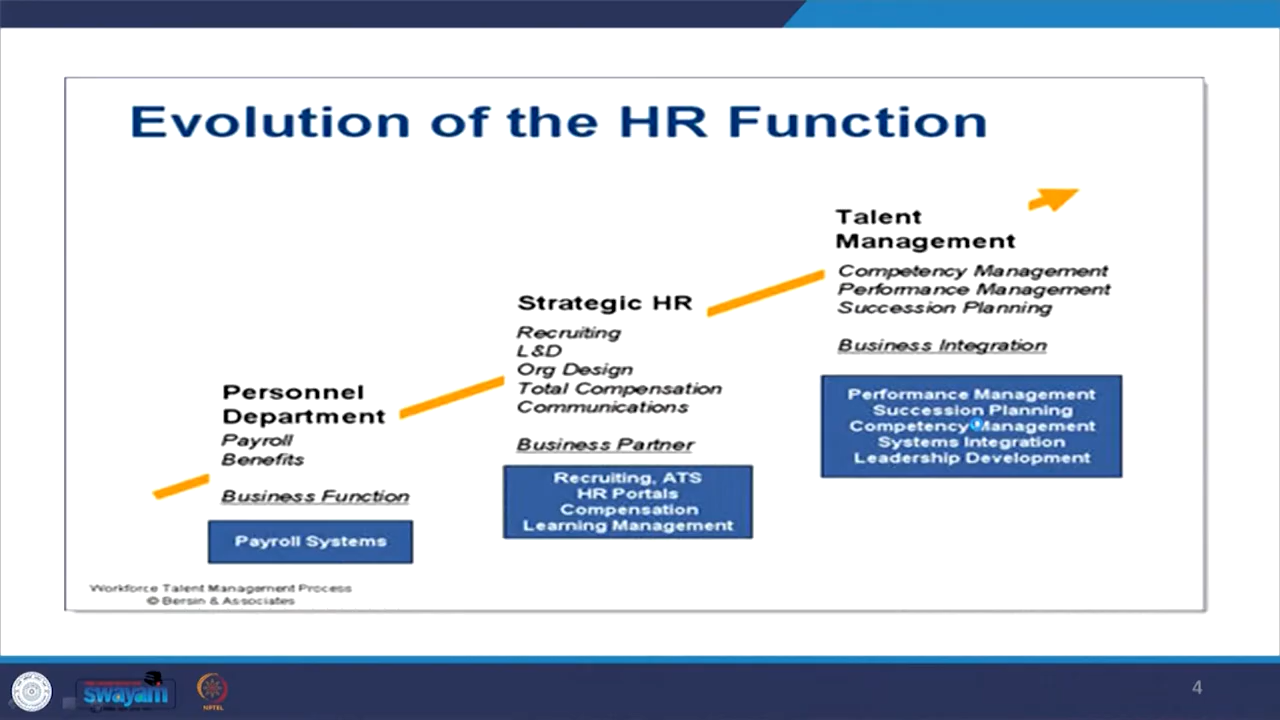 Evolution of the HR Function
Talent
Management
Competency Management
Performance Management
Succession Planning
Business Integration
Performance Management
Succession Planning
Competency Management
Systems Integration
Leadership Development
Strategic HR
Recruiting
L&D
Org Design
Total Compensation
Communications
Business Partner
Recruiting, ATS
HR Portals
Compensation
Learning Management
Personnel
Department
Payroll
Benefits
Business Function
Payroll Systems
Workforce Talent Management Process
© Bersin & Associates
swayam
NPTEL
4